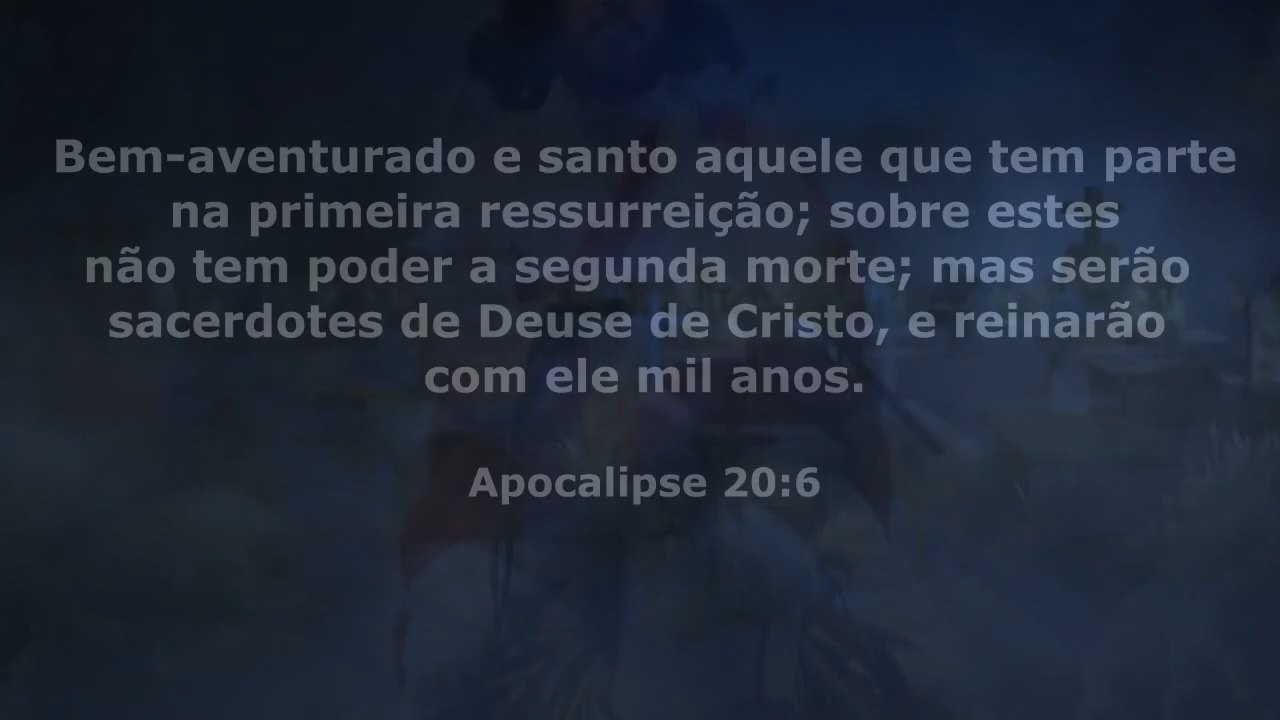 Bem-aventurado e santo aquele que tem parte
na primeira ressurreição; sobre estes
não tem poder a segunda morte; mas serão
sacerdotes de Deuse de Cristo, e reinarão
com ele mil anos.
Apocalipse 20:6